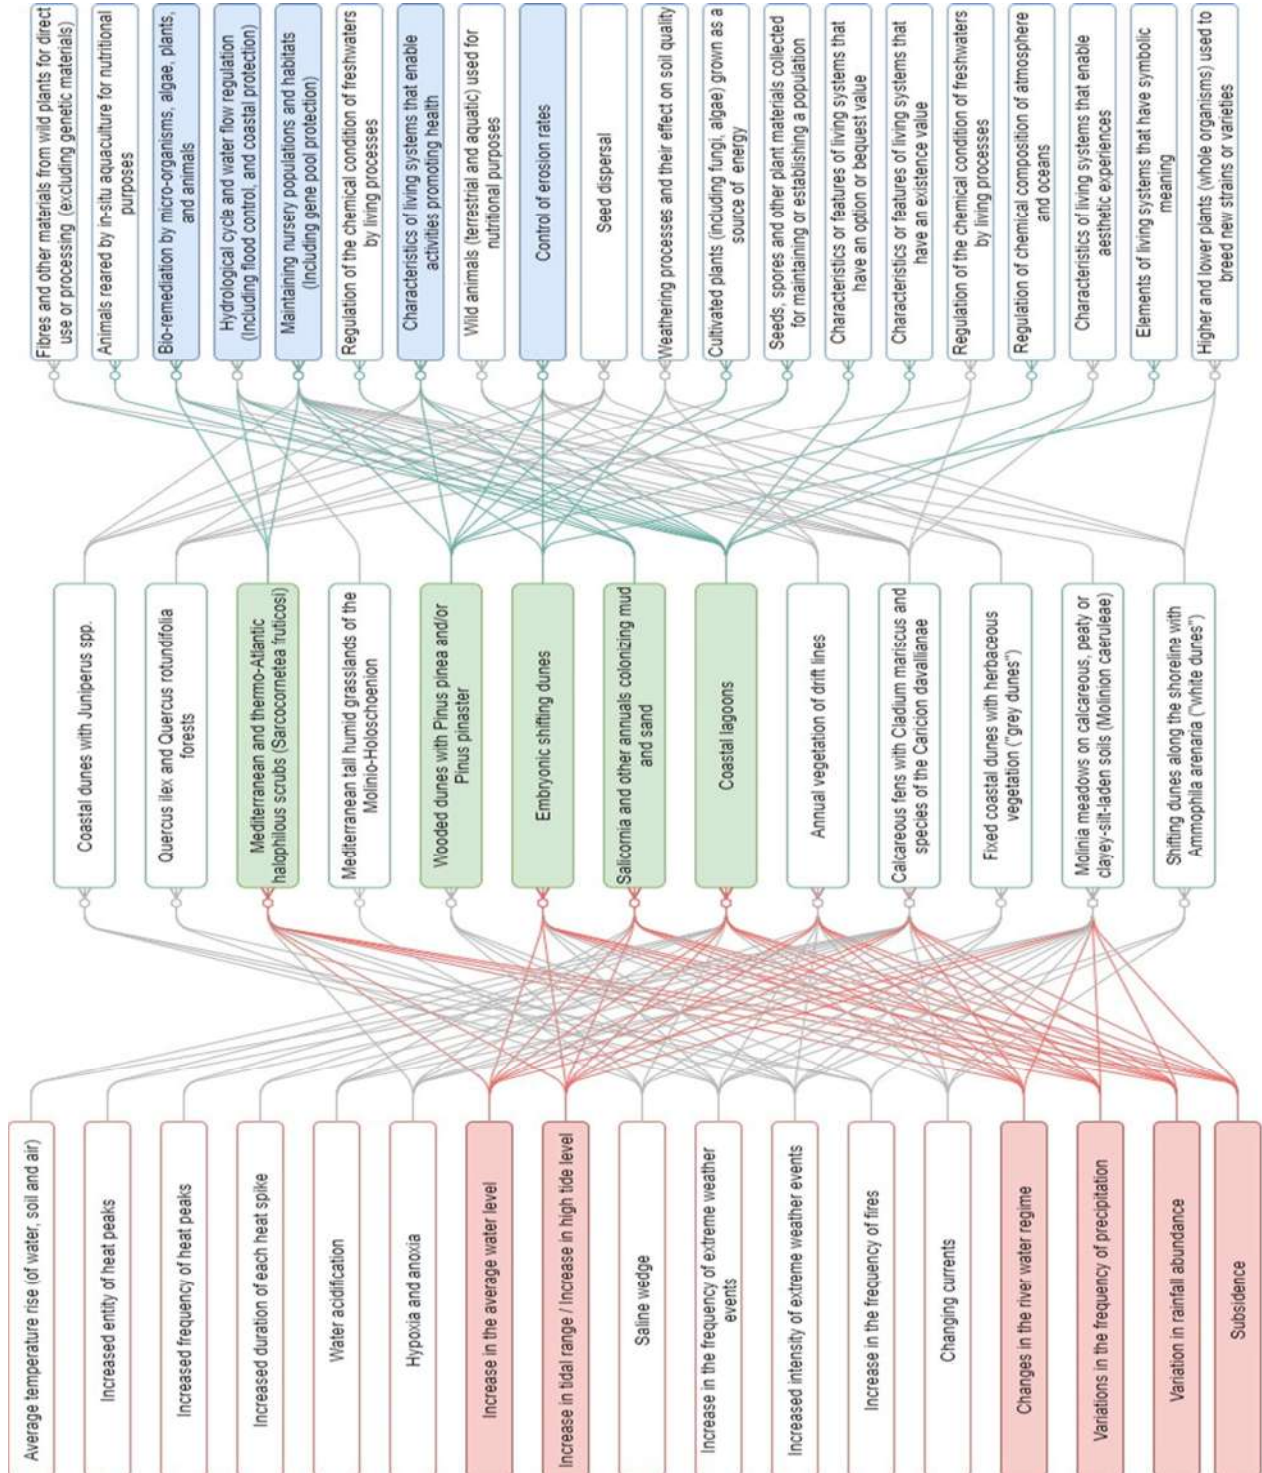 Fibres and other materials from wild plants for direct
use or processing (excluding genetic materials)
Animals reared by in-situ aquaculture for nutritional
purposes
Bio-remediation by micro-organisms, algae, plants,
and animals
Hydrological cycle and water flow regulation
(Including flood control, and coastal protection)
Maintaining nursery populations and habitats
(Including gene pool protection)
Regulation of the chemical condition of freshwaters
by living processes
Characteristics of living systems that enable
activities promoting health
Wild animals (terrestrial and aquatic) used for
nutritional purposes
Control of erosion rates
Seed dispersal
Weathering processes and their effect on soil quality
Cultivated plants (including fungi, algae) grown as a
source of energy
Seeds, spores and other plant materials collected
for maintaining or establishing a population
Characteristics or features of living systems that
have an option or bequest value
Characteristics or features of living systems that
have an existence value
Regulation of the chemical condition of freshwaters
by living processes
Regulation of chemical composition of atmosphere
and oceans
Characteristics of living systems that enable
aesthetic experiences
Elements of living systems that have symbolic
meaning
Higher and lower plants (whole organisms) used to
breed new strains or varieties
Coastal dunes with Juniperus spp.
Quercus ilex and Quercus rotundifolia
forests
Mediterranean and thermo-Atlantic
halophilous scrubs (Sarcocornetea fruticosi)
Mediterranean tall humid grasslands of the
Molinio-Holoschoenion
Wooded dunes with Pinus pinea and/or
Pinus pinaster
Embryonic shifting dunes
Salicornia and other annuals colonizing mud
and sand
Coastal lagoons
Annual vegetation of drift lines
Calcareous fens with Cladium mariscus and
species of the Caricion davallianae
Fixed coastal dunes with herbaceous
vegetation ("grey dunes")
Molinia meadows on calcareous, peaty or
clayey-silt-laden soils (Molinion caeruleae)
Shifting dunes along the shoreline with
Ammophila arenaria ("white dunes")
Average temperature rise (of water, soil and air)
Increased entity of heat peaks
Increased frequency of heat peaks
Increased duration of each heat spike
Water acidification
Hypoxia and anoxia
Increase in the average water level
Increase in tidal range / Increase in high tide level
Saline wedge
Increase in the frequency of extreme weather
events
Increased intensity of extreme weather events
Increase in the frequency of fires
Changing currents
Changes in the river water regime
Variations in the frequency of precipitation
Variation in rainfall abundance
Subsidence